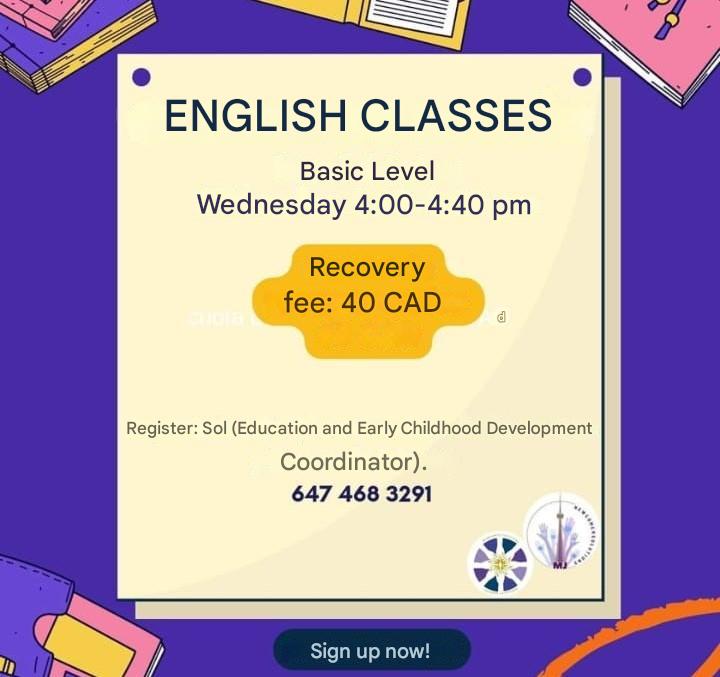 ENGLISH CLASSES
Basic Level
Wednesday 4:00-4:40 pm
Recovery
fee: 40 CAD
Register: Sol (Education and Early Childhood Development
Coordinator).
647 468 3291
MJ
Sign up now!